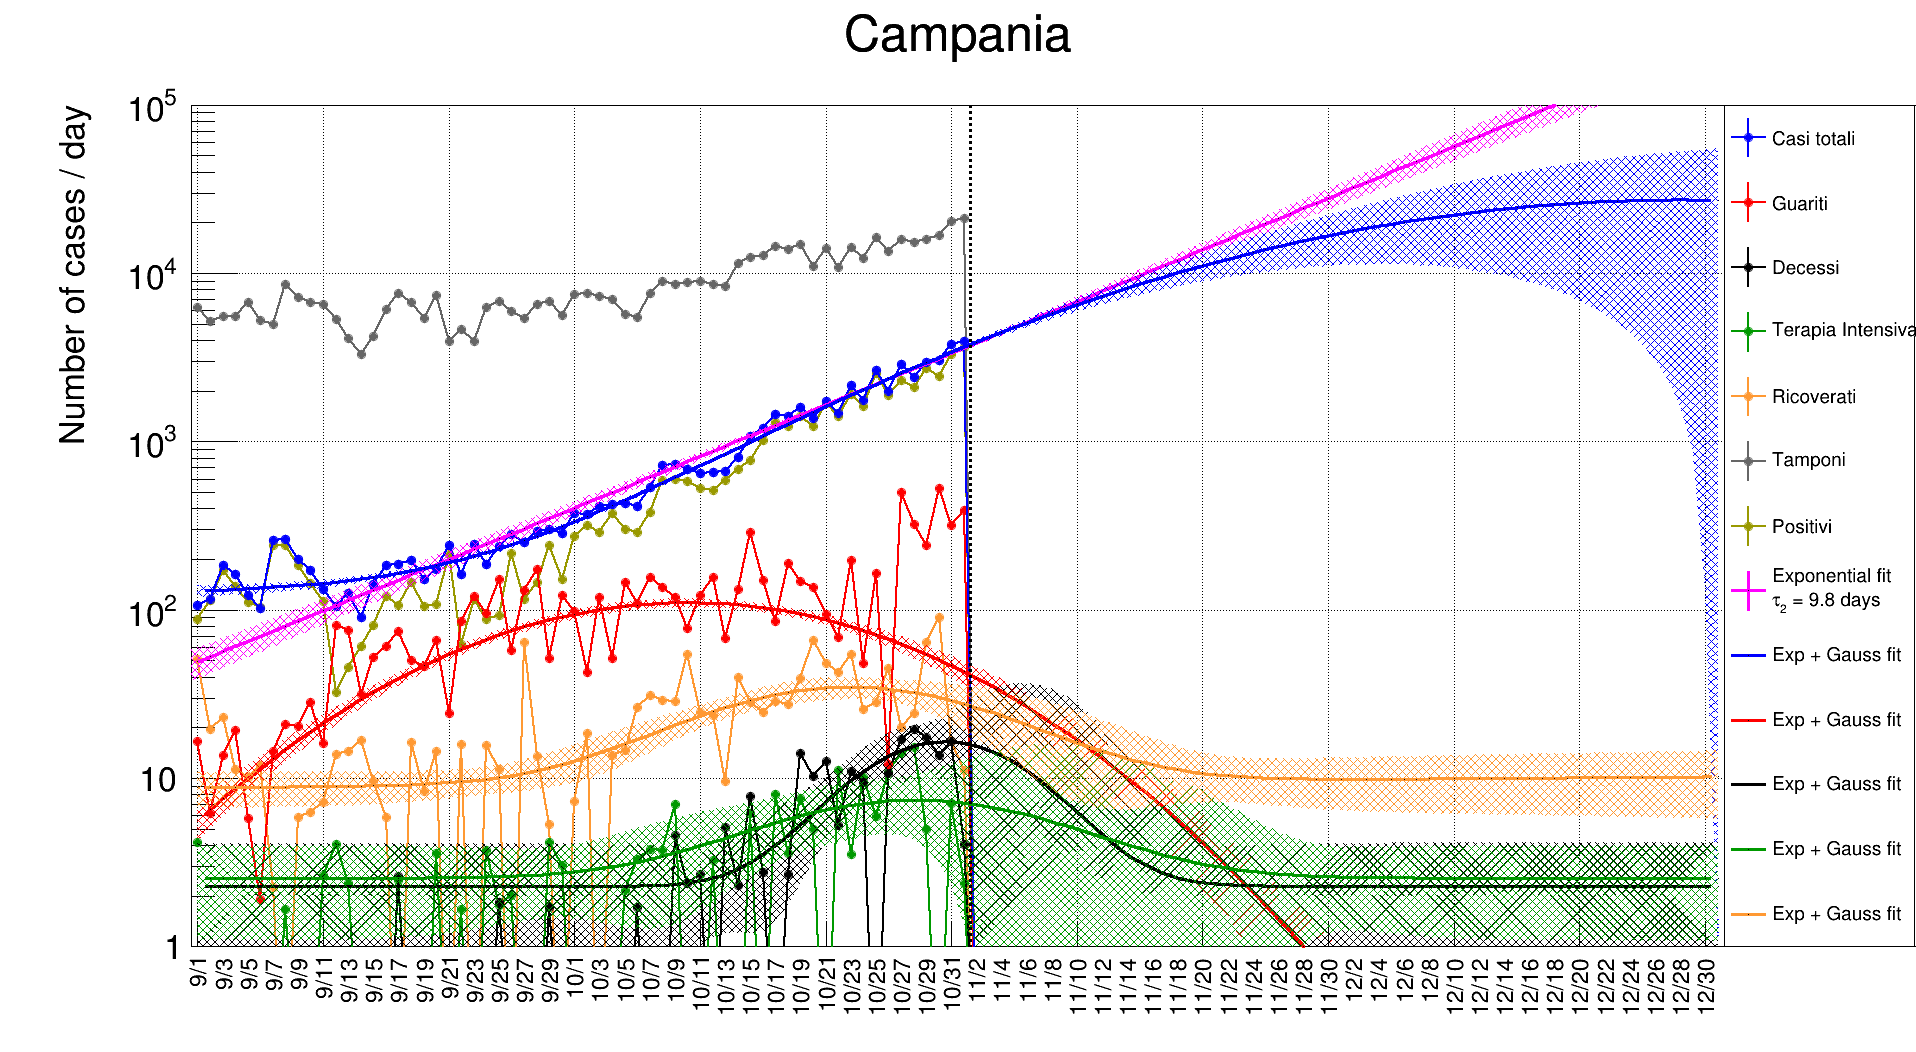 Campania
Number of cases / day
10^5
10^4
10^3
10^2
10
1
9/1 9/3 9/5 9/7 9/9 9/11 9/13 9/15 9/17 9/19 9/21 9/23 9/25 9/27 9/29 10/1 10/3 10/5 10/7 10/9 10/11 10/13 10/15 10/17 10/19 10/21 10/23 10/25 10/27 10/29 10/31 11/2 11/4 11/6 11/8 11/10 11/12 11/14 11/16 11/18 11/20 11/22 11/24 11/26 11/28 11/30 12/2 12/4 12/6 12/8 12/10 12/12 12/14 12/16 12/18 12/20 12/22 12/24 12/26 12/28 12/30
Casi totali
Guariti
Decessi
Terapia Intensiva
Ricoverati
Tamponi
Positivi
Exponential fit
τ₂ = 9.8 days
Exp + Gauss fit
Exp + Gauss fit
Exp + Gauss fit
Exp + Gauss fit
Exp + Gauss fit